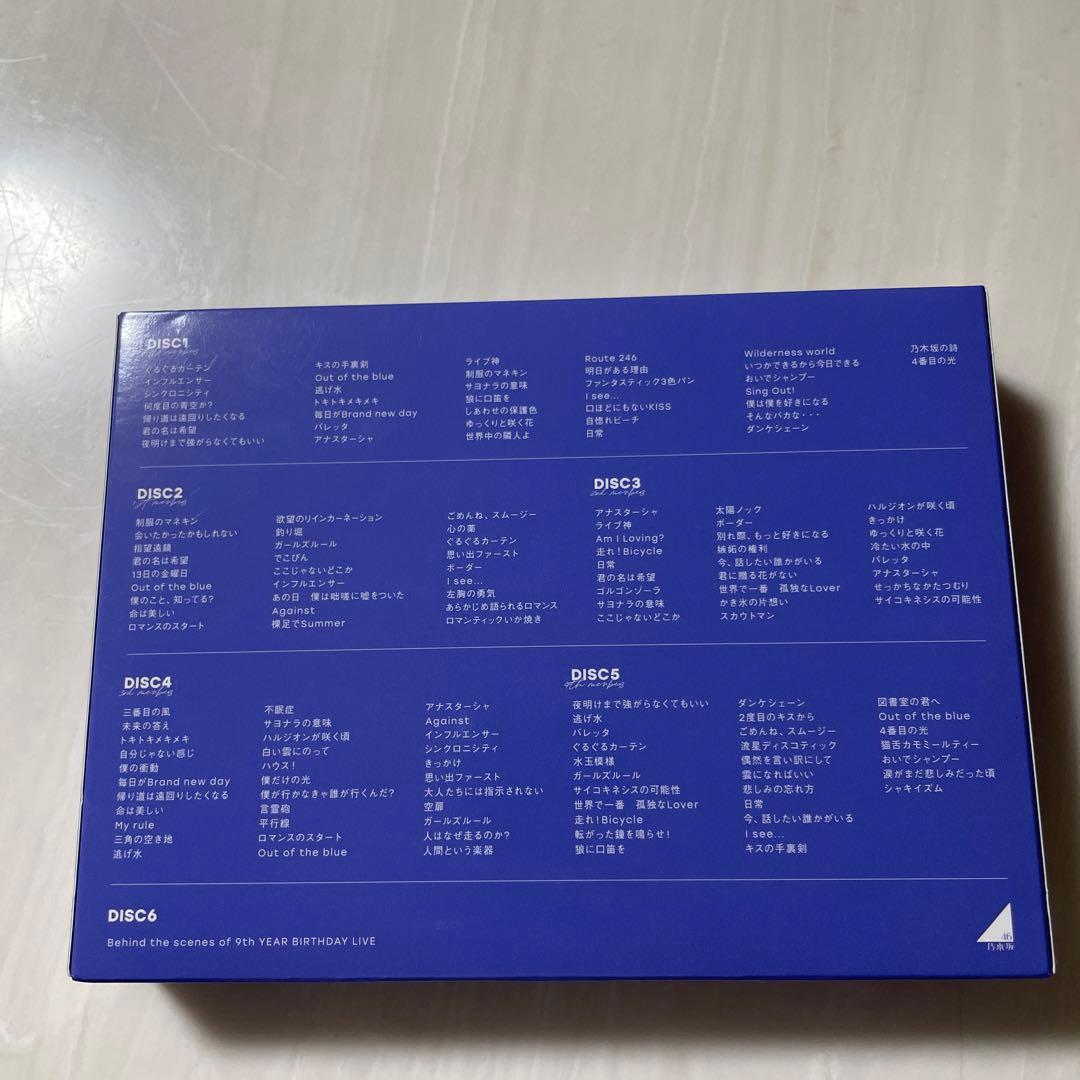 DISC1
ぐるぐるカーテン
インフルエンサー
シンクロニシティ
何度目の青空か?
帰り道は遠回りしたくなる
君の名は希望
夜明けまで強がらなくてもいい
キスの手裏剣
Out of the blue
逃げ水
トキトキメキメキ
毎日がBrand new day
バレッタ
アナスターシャ
ライブ神
制服のマネキン
サヨナラの意味
狼に口笛を
しあわせの保護色
ゆっくりと咲く花
世界中の隣人よ
Route 246
明日がある理由
ファンタスティック3色パン
I see...
口ほどにもないKISS
自惚れビーチ
日常
Wilderness world
いつかできるから今日できる
おいでシャンプー
Sing Out!
僕は僕を好きになる
そんなバカな・・・
ダンケシェーン
乃木坂の詩
4番目の光
DISC2
1st members
制服のマネキン
会いたかったかもしれない
指望遠鏡
君の名は希望
13日の金曜日
Out of the blue
僕のこと、知ってる?
命は美しい
ロマンスのスタート
欲望のリインカーネーション
釣り堀
ガールズルール
でこぴん
ここじゃないどこか
インフルエンサー
あの日 僕は咄嗟に嘘をついた
Against
裸足でSummer
ごめんね、スムージー
心の薬
ぐるぐるカーテン
思い出ファースト
ボーダー
I see...
左胸の勇気
あらかじめ語られるロマンス
ロマンティックいか焼き
DISC3
2nd members
アナスターシャ
ライブ神
Am I Loving?
走れ!Bicycle
日常
君の名は希望
ゴルゴンゾーラ
サヨナラの意味
ここじゃないどこか
太陽ノック
ボーダー
別れ際、もっと好きになる
嫉妬の権利
今、話したい誰かがいる
君に贈る花がない
世界で一番 孤独なLover
かき氷の片想い
スカウトマン
ハルジオンが咲く頃
きっかけ
ゆっくりと咲く花
冷たい水の中
バレッタ
アナスターシャ
せっかちなかたつむり
サイコキネシスの可能性
DISC4
3rd members
三番目の風
未来の答え
トキトキメキメキ
自分じゃない感じ
僕の衝動
毎日がBrand new day
帰り道は遠回りしたくなる
命は美しい
My rule
三角の空き地
逃げ水
不眠症
サヨナラの意味
ハルジオンが咲く頃
白い雲にのって
ハウス!
僕だけの光
僕が行かなきゃ誰が行くんだ?
言霊砲
平行線
ロマンスのスタート
Out of the blue
アナスターシャ
Against
インフルエンサー
シンクロニシティ
きっかけ
思い出ファースト
大人たちには指示されない
空扉
ガールズルール
人はなぜ走るのか?
人間という楽器
DISC5
4th members
夜明けまで強がらなくてもいい
逃げ水
バレッタ
ぐるぐるカーテン
水玉模様
ガールズルール
サイコキネシスの可能性
世界で一番 孤独なLover
走れ!Bicycle
転がった鐘を鳴らせ!
狼に口笛を
ダンケシェーン
2度目のキスから
ごめんね、スムージー
流星ディスコティック
偶然を言い訳にして
雲になればいい
悲しみの忘れ方
日常
今、話したい誰かがいる
I see...
キスの手裏剣
図書室の君へ
Out of the blue
4番目の光
猫舌カモミールティー
おいでシャンプー
涙がまだ悲しみだった頃
シャキイズム
DISC6
Behind the scenes of 9th YEAR BIRTHDAY LIVE
46
乃木坂